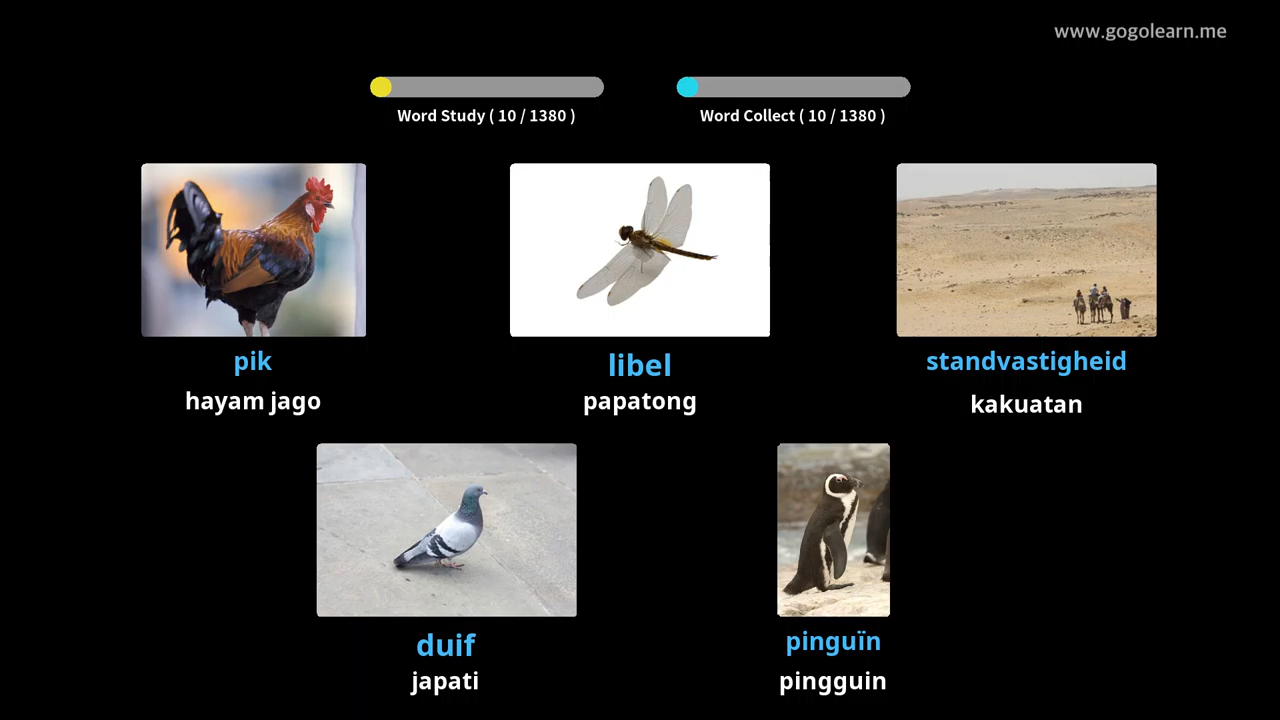 www.gogolearn.me
Word Study ( 10 / 1380 )
Word Collect ( 10 / 1380 )
pik
hayam jago
libel
papatong
standvastigheid
kakuatan
duif
japati
pinguïn
pingguin